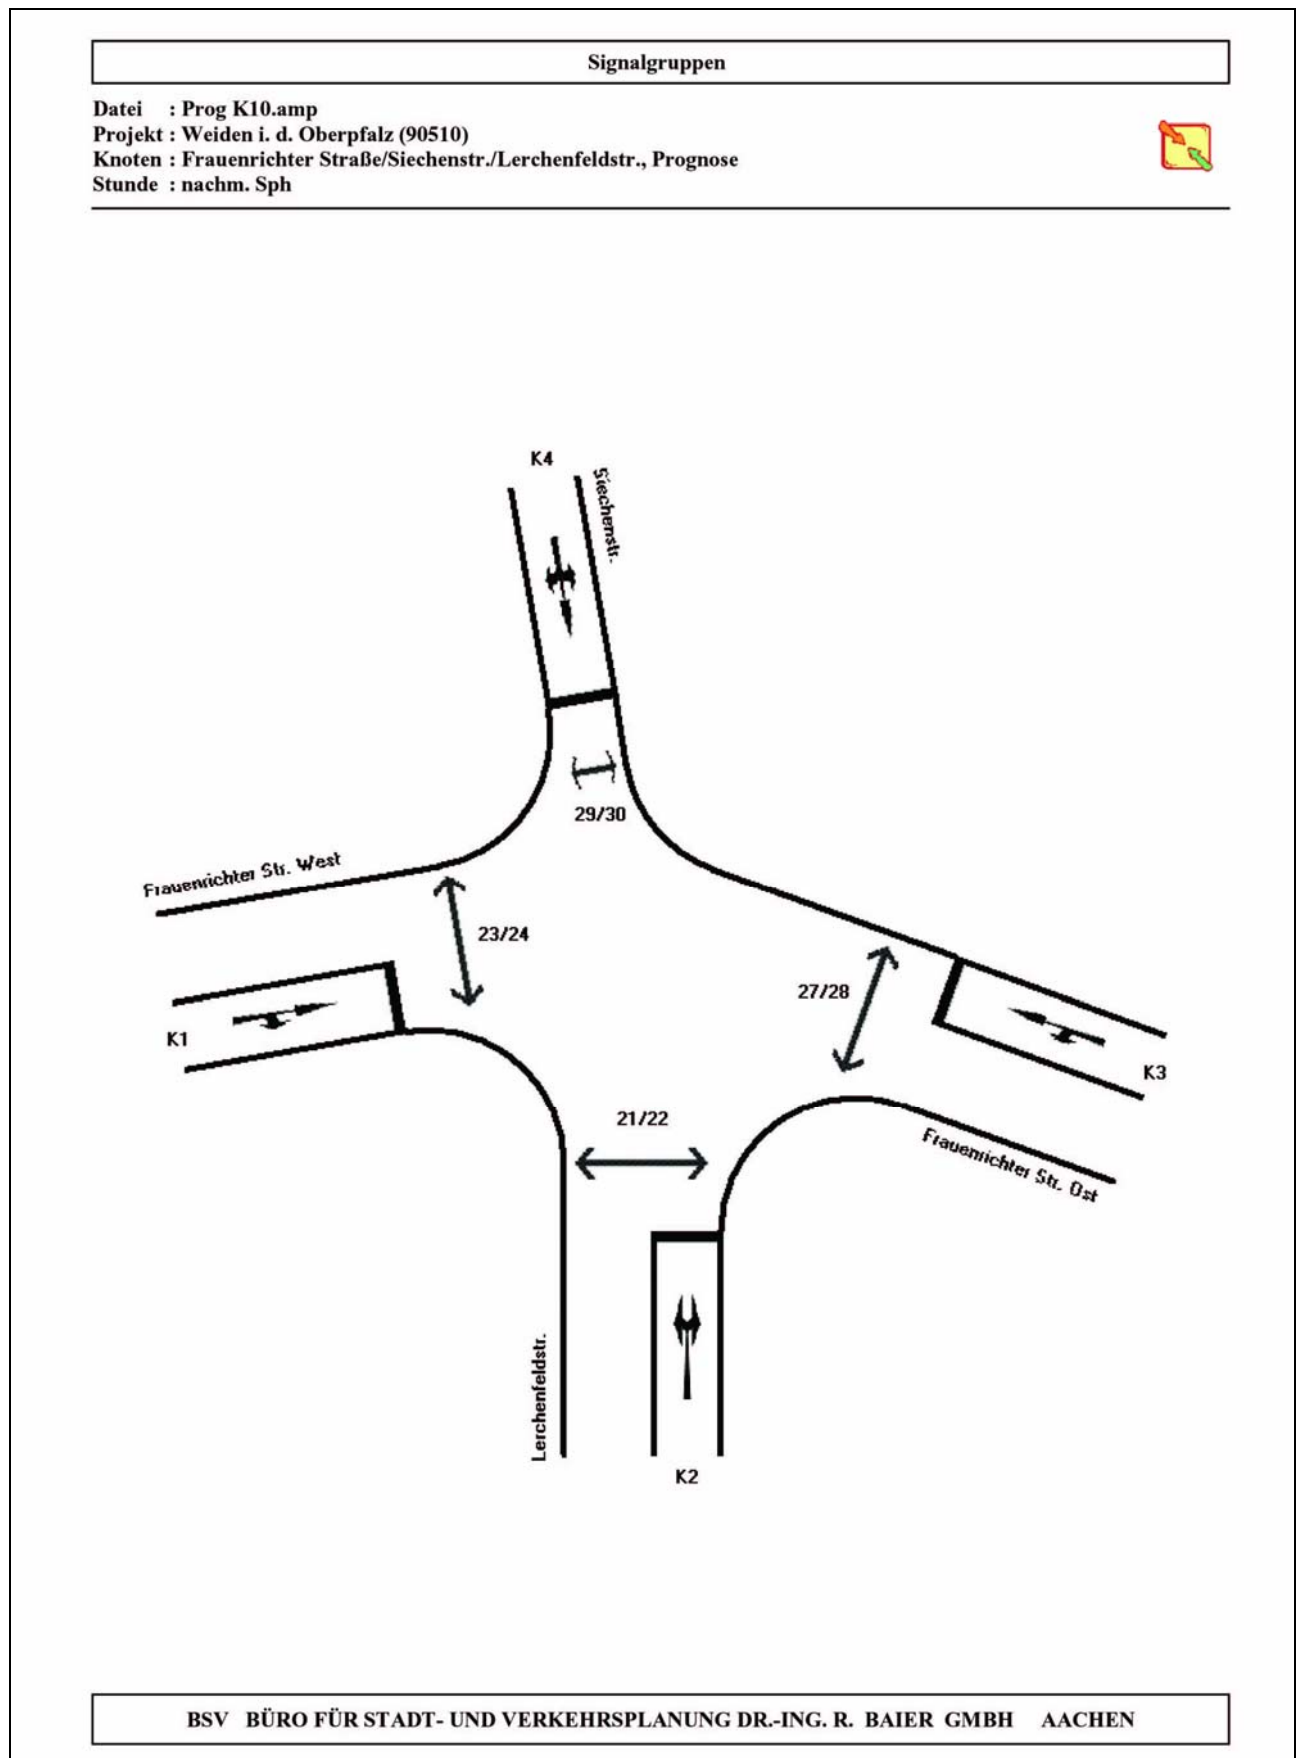 Signalgruppen
Datei : Prog K10.amp
Projekt : Weiden i. d. Oberpfalz (90510)
Knoten : Frauenrichter Straße/Siechenstr./Lerchenfeldstr., Prognose
Stunde : nachm. Sph
K4
Siechenstr.
29/30
Frauenrichter Str. West
23/24
27/28
K1
K3
21/22
Frauenrichter Str. Ost
Lerchenfeldstr.
K2
BSV BÜRO FÜR STADT- UND VERKEHRSPLANUNG DR.-ING. R. BAIER GMBH AACHEN